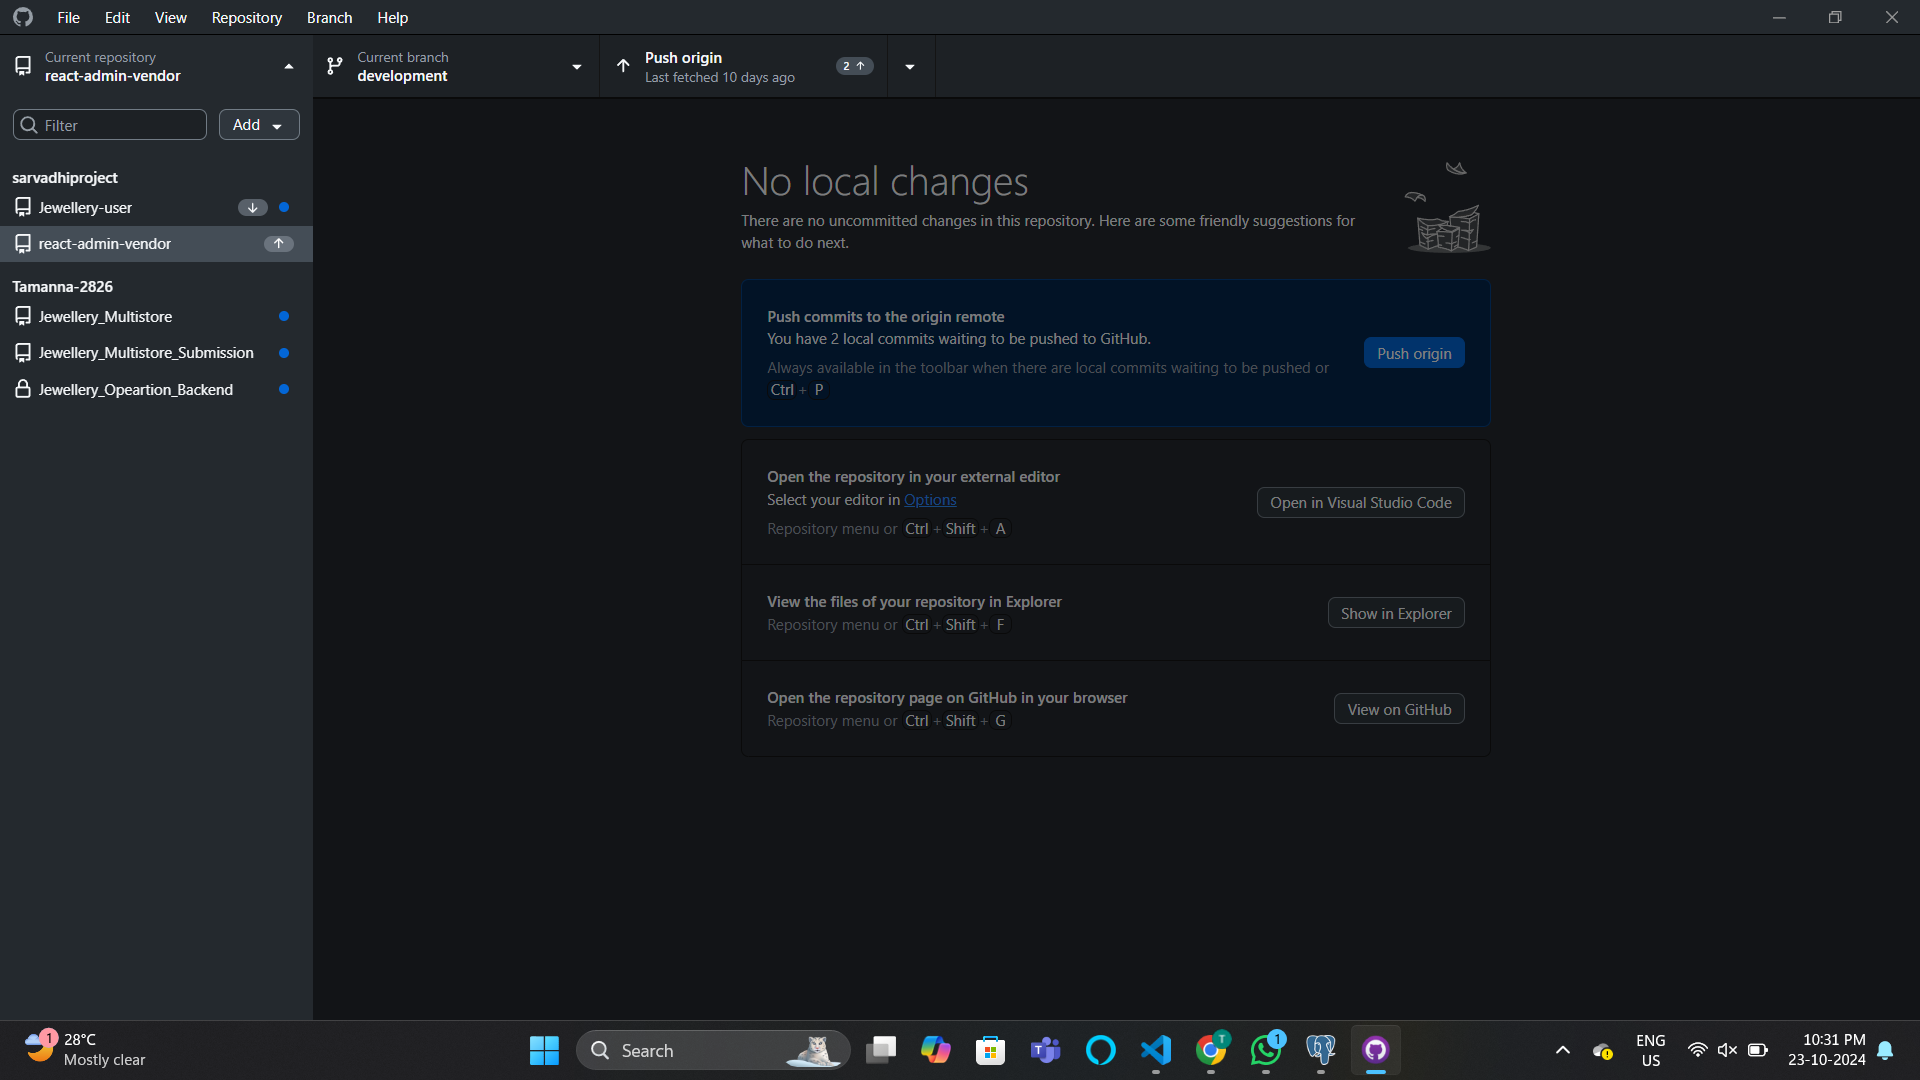 File Edit View Repository Branch Help
Current repository
react-admin-vendor
Current branch
development
Push origin
Last fetched 10 days ago
2
Filter
Add
sarvadhiproject
Jewellery-user
react-admin-vendor
Tamanna-2826
Jewellery_Multistore
Jewellery_Multistore_Submission
Jewellery_Opeartion_Backend
No local changes
There are no uncommitted changes in this repository. Here are some friendly suggestions for
what to do next.
Push commits to the origin remote
You have 2 local commits waiting to be pushed to GitHub.
Always available in the toolbar when there are local commits waiting to be pushed or
Ctrl + P
Push origin
Open the repository in your external editor
Select your editor in Options
Repository menu or Ctrl + Shift + A
Open in Visual Studio Code
View the files of your repository in Explorer
Repository menu or Ctrl + Shift + F
Show in Explorer
Open the repository page on GitHub in your browser
Repository menu or Ctrl + Shift + G
View on GitHub
1
28°C
Mostly clear
Search
T
T
1
ENG
US
10:31 PM
23-10-2024